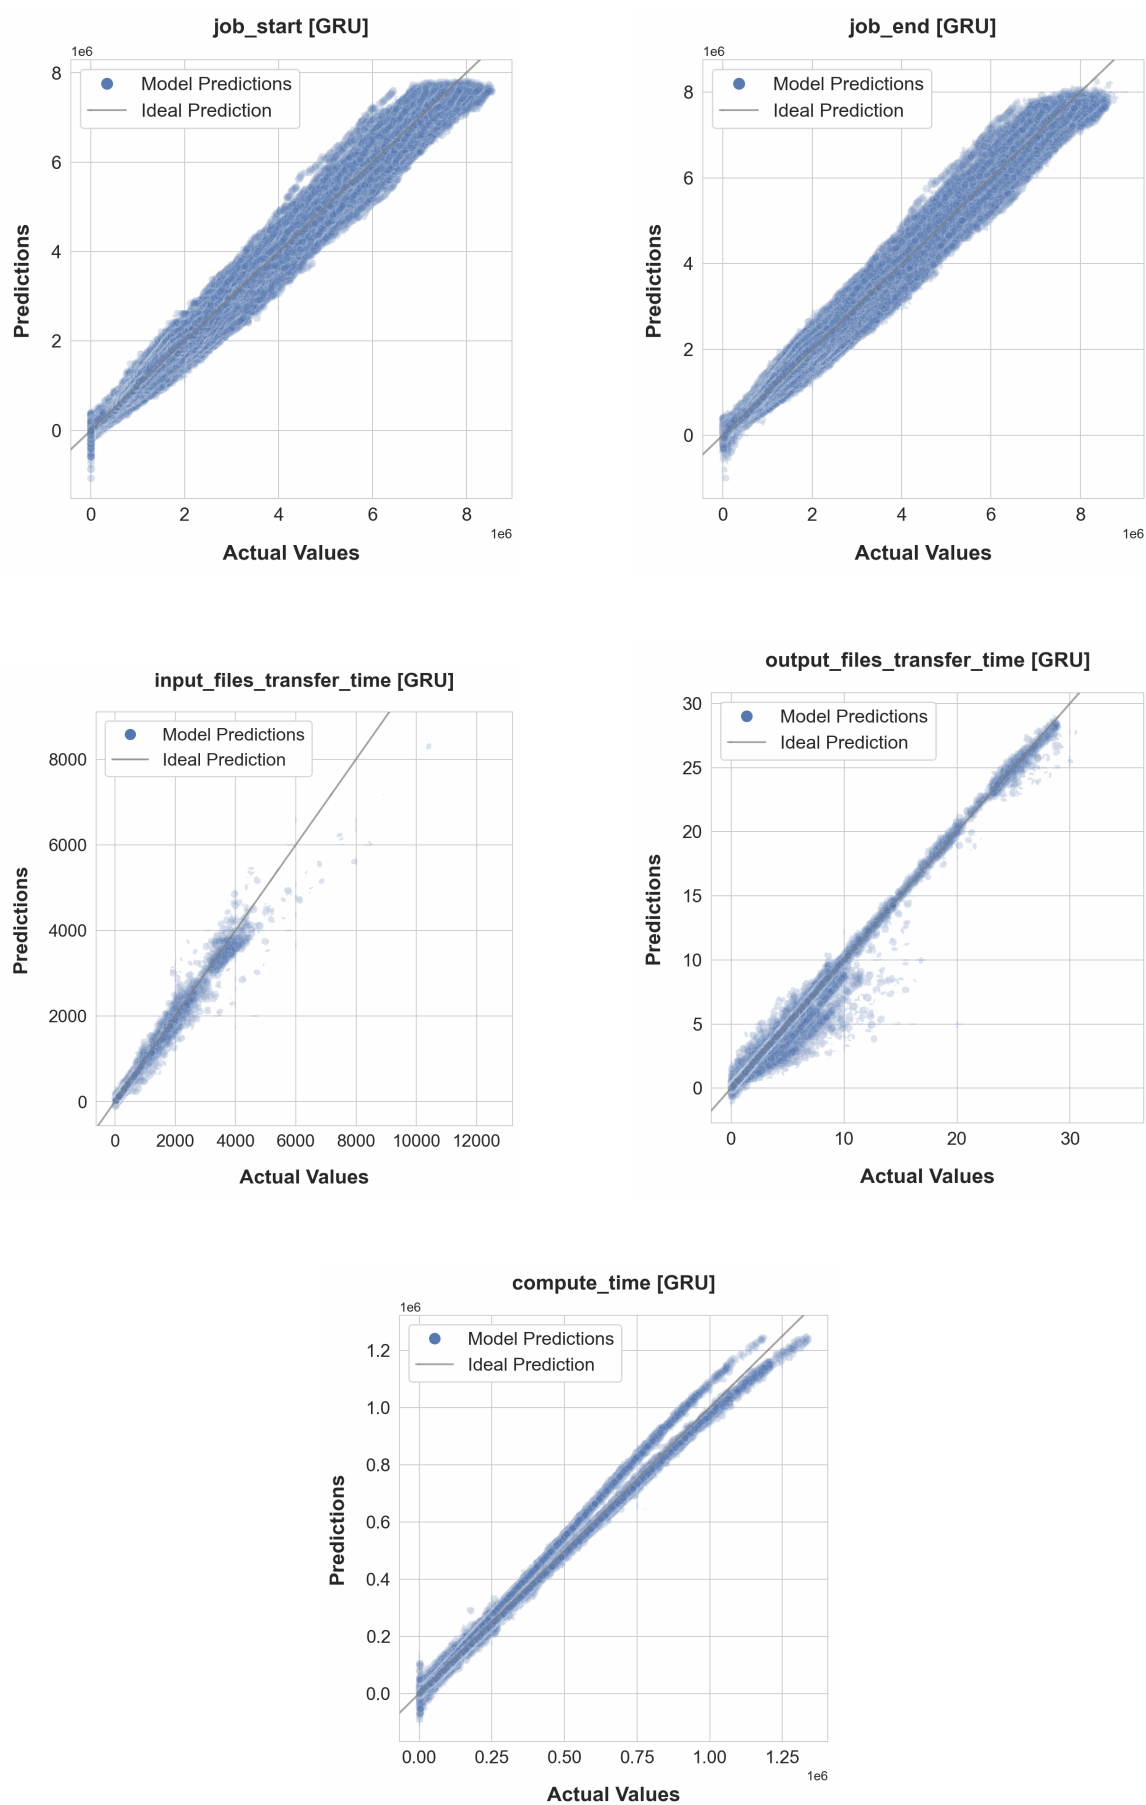 job_start [GRU]
1e6
Model Predictions
Ideal Prediction
8
6
4
2
0
Predictions
0 2 4 6 8
1e6
Actual Values
job_end [GRU]
1e6
Model Predictions
Ideal Prediction
8
6
4
2
0
Predictions
0 2 4 6 8
1e6
Actual Values
input_files_transfer_time [GRU]
Model Predictions
Ideal Prediction
8000
6000
4000
2000
0
Predictions
0 2000 4000 6000 8000 10000 12000
Actual Values
output_files_transfer_time [GRU]
Model Predictions
Ideal Prediction
30
25
20
15
10
5
0
Predictions
0 10 20 30
Actual Values
compute_time [GRU]
1e6
Model Predictions
Ideal Prediction
1.2
1.0
0.8
0.6
0.4
0.2
0.0
Predictions
0.00 0.25 0.50 0.75 1.00 1.25
1e6
Actual Values